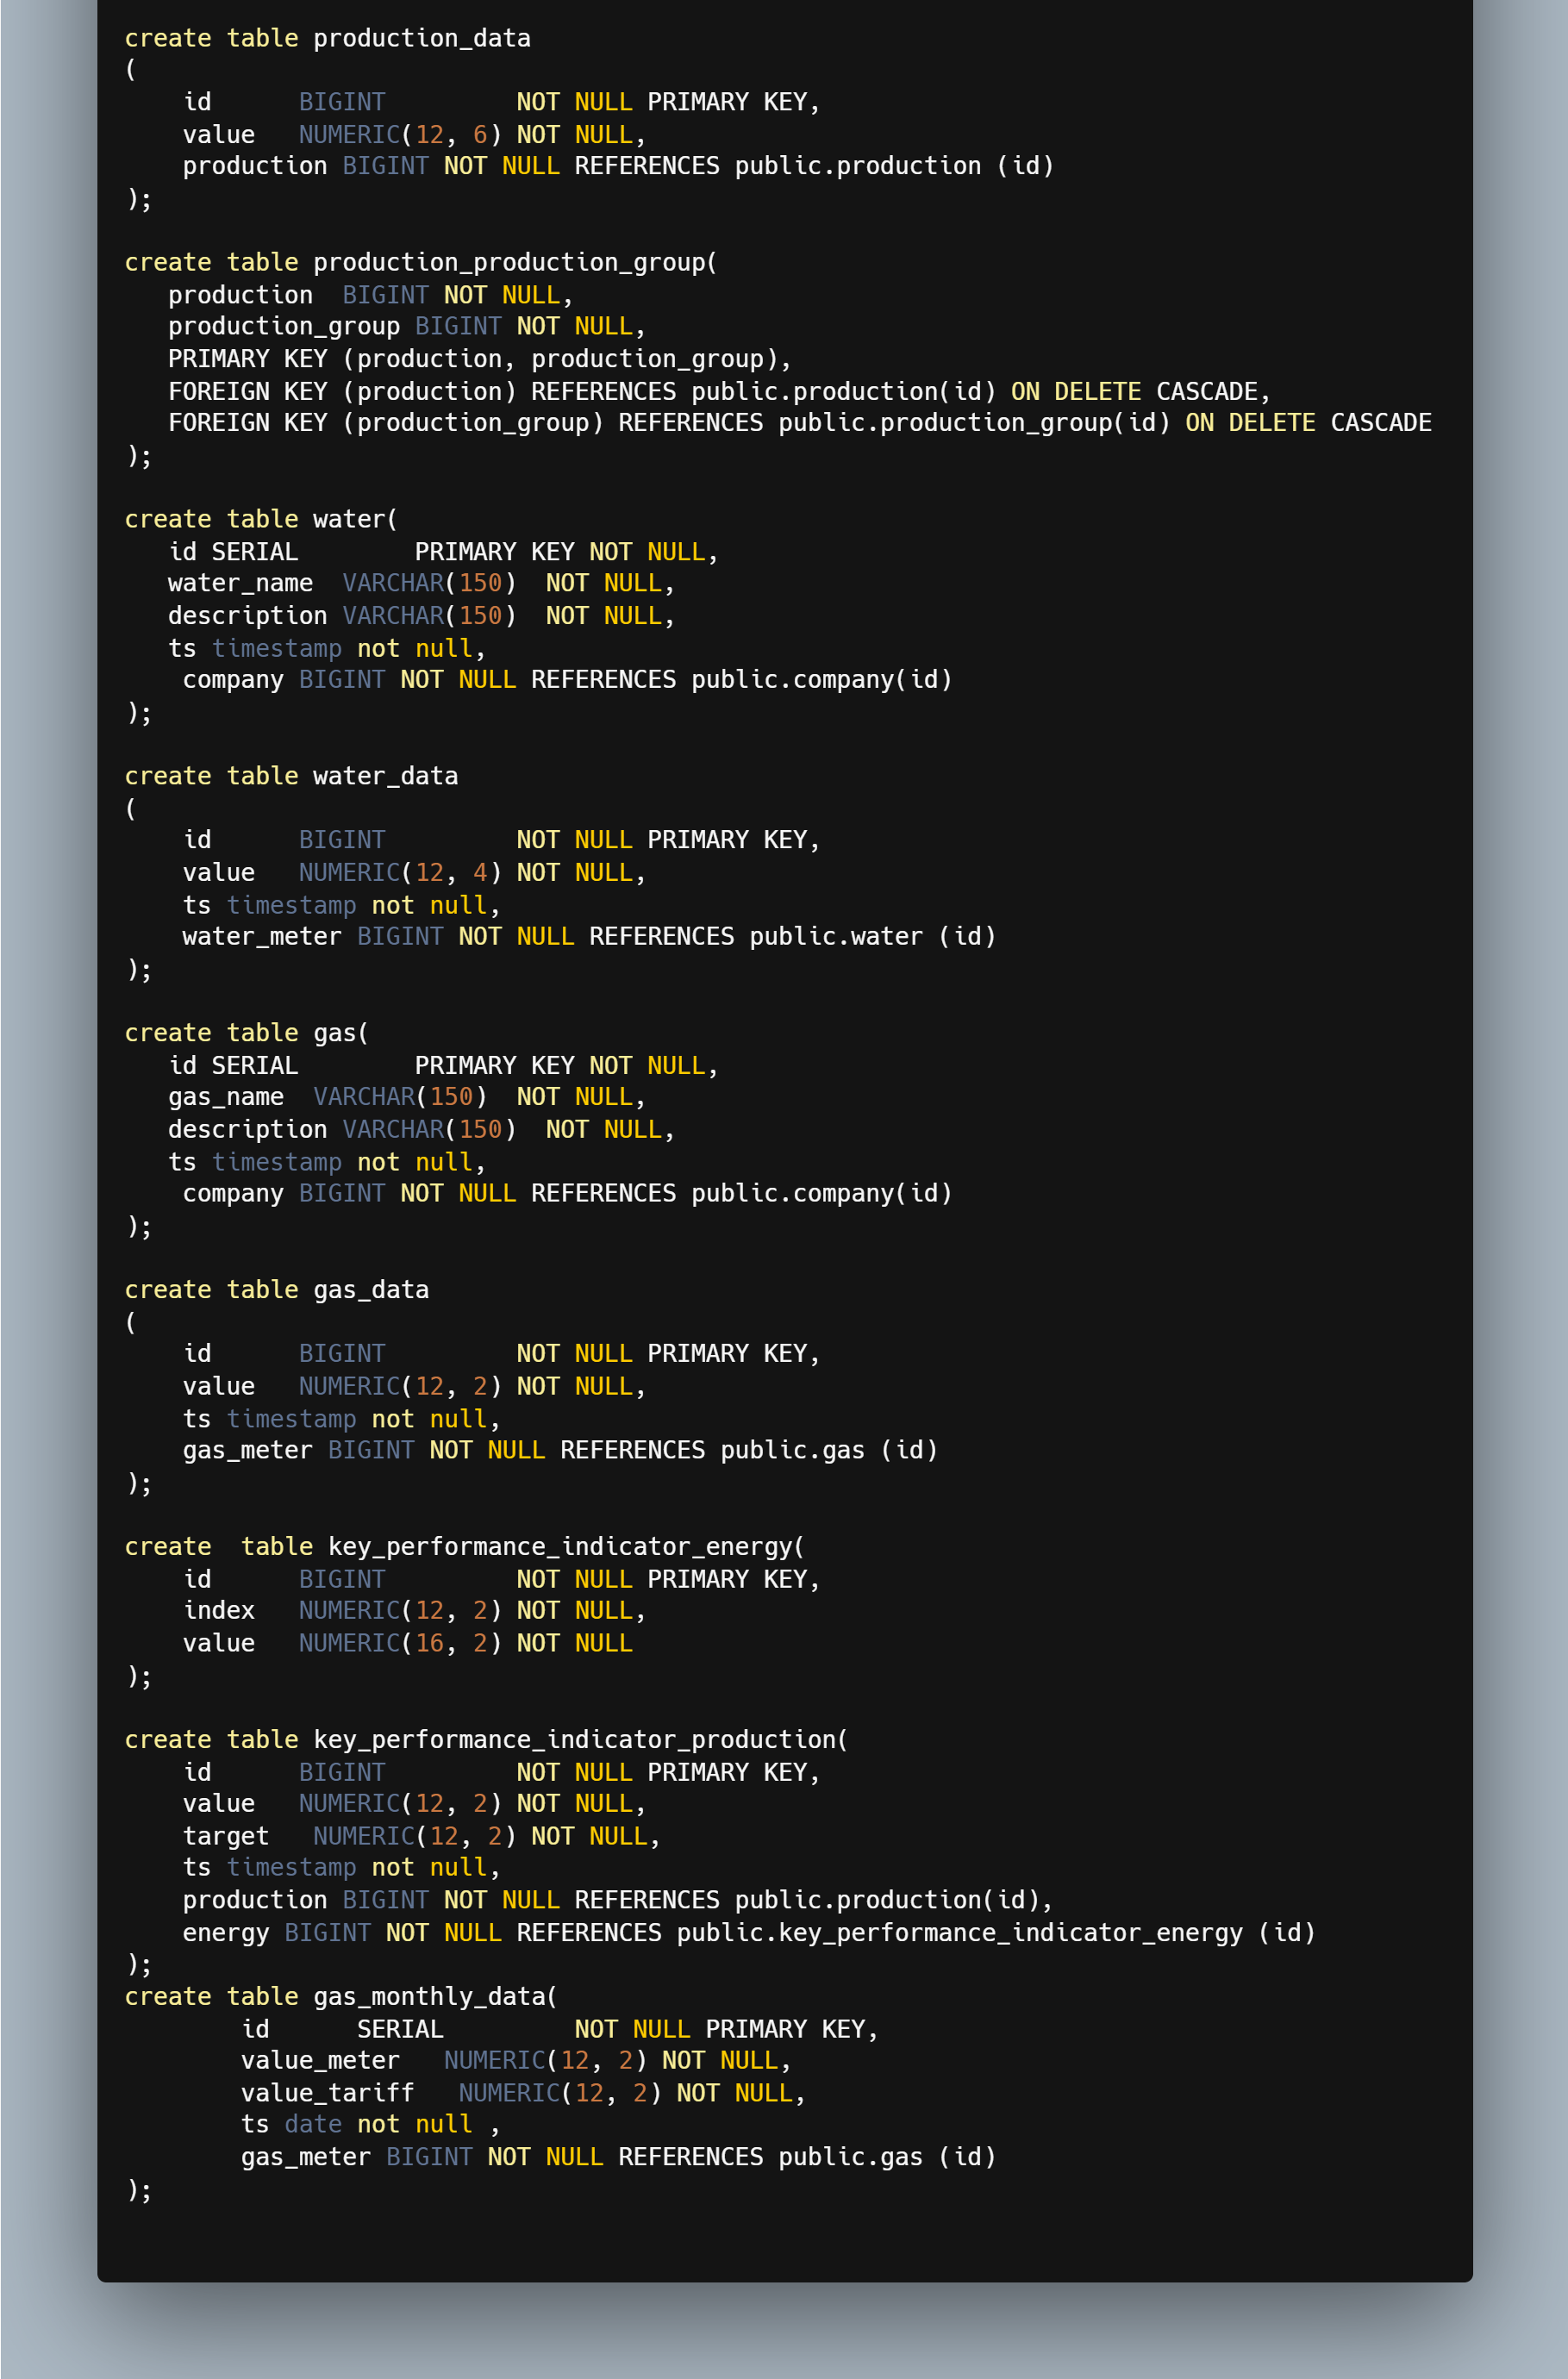 create table production_data
(
    id      BIGINT         NOT NULL PRIMARY KEY,
    value   NUMERIC(12, 6) NOT NULL,
    production BIGINT NOT NULL REFERENCES public.production (id)
);

create table production_production_group(
   production  BIGINT NOT NULL,
   production_group BIGINT NOT NULL,
   PRIMARY KEY (production, production_group),
   FOREIGN KEY (production) REFERENCES public.production(id) ON DELETE CASCADE,
   FOREIGN KEY (production_group) REFERENCES public.production_group(id) ON DELETE CASCADE
);

create table water(
   id SERIAL        PRIMARY KEY NOT NULL,
   water_name  VARCHAR(150)  NOT NULL,
   description VARCHAR(150)  NOT NULL,
   ts timestamp not null,
    company BIGINT NOT NULL REFERENCES public.company(id)
);

create table water_data
(
    id      BIGINT         NOT NULL PRIMARY KEY,
    value   NUMERIC(12, 4) NOT NULL,
    ts timestamp not null,
    water_meter BIGINT NOT NULL REFERENCES public.water (id)
);

create table gas(
   id SERIAL        PRIMARY KEY NOT NULL,
   gas_name  VARCHAR(150)  NOT NULL,
   description VARCHAR(150)  NOT NULL,
   ts timestamp not null,
    company BIGINT NOT NULL REFERENCES public.company(id)
);

create table gas_data
(
    id      BIGINT         NOT NULL PRIMARY KEY,
    value   NUMERIC(12, 2) NOT NULL,
    ts timestamp not null,
    gas_meter BIGINT NOT NULL REFERENCES public.gas (id)
);

create  table key_performance_indicator_energy(
    id      BIGINT         NOT NULL PRIMARY KEY,
    index   NUMERIC(12, 2) NOT NULL,
    value   NUMERIC(16, 2) NOT NULL
);

create table key_performance_indicator_production(
    id      BIGINT         NOT NULL PRIMARY KEY,
    value   NUMERIC(12, 2) NOT NULL,
    target   NUMERIC(12, 2) NOT NULL,
    ts timestamp not null,
    production BIGINT NOT NULL REFERENCES public.production(id),
    energy BIGINT NOT NULL REFERENCES public.key_performance_indicator_energy (id)
);
create table gas_monthly_data(
        id      SERIAL         NOT NULL PRIMARY KEY,
        value_meter   NUMERIC(12, 2) NOT NULL,
        value_tariff   NUMERIC(12, 2) NOT NULL,
        ts date not null ,
        gas_meter BIGINT NOT NULL REFERENCES public.gas (id)
);